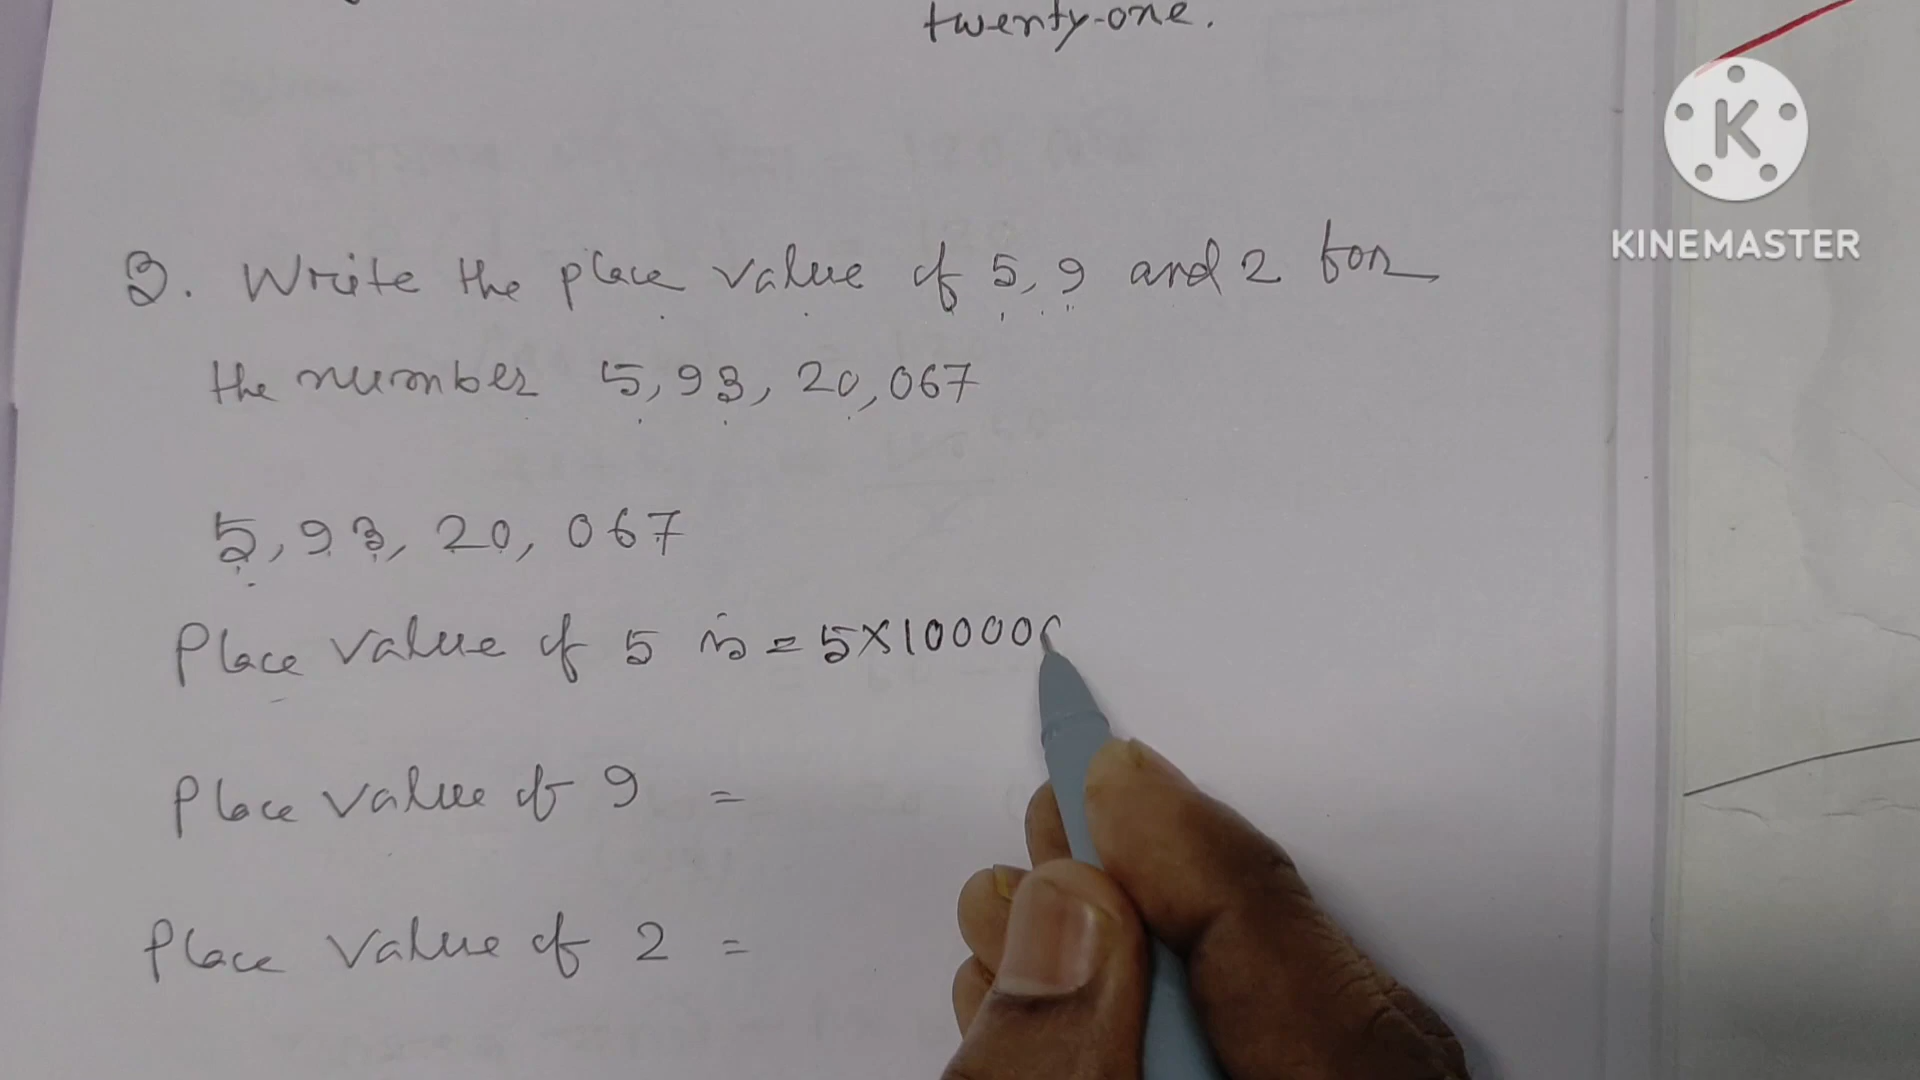 twenty-one.
3. Write the place value of 5, 9 and 2 for
the number 5,93,20,067
5,93,20,067
Place value of 5 is = 5×100000
Place value of 9 =
Place value of 2 =
K
KINEMASTER